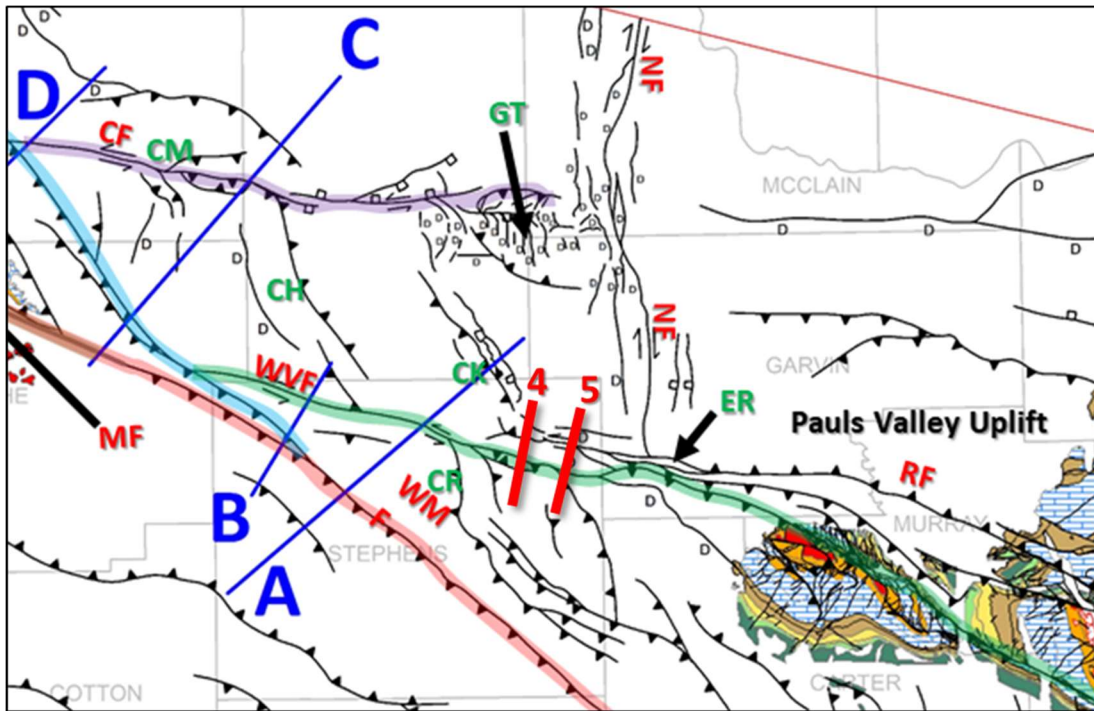 C
D
GT
NF
CF
CM
MCCLAIN
D
D
D
D
CH
NF
WVF
GARVIN
CK
4
5
ER
Pauls Valley Uplift
HE
MF
RF
CR
WM
F
MURRAY
B
STEPHENS
A
D
D
CARTER
COTTON